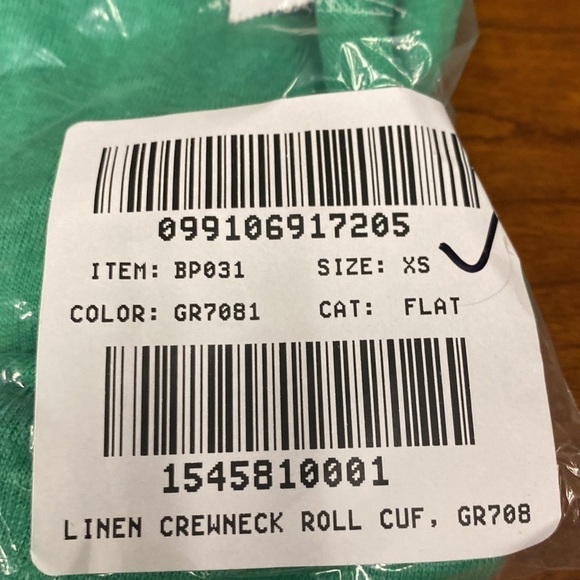 099106917205
ITEM: BP031 SIZE: XS
COLOR: GR7081 CAT: FLAT
1545810001
LINEN CREWNECK ROLL CUF, GR708